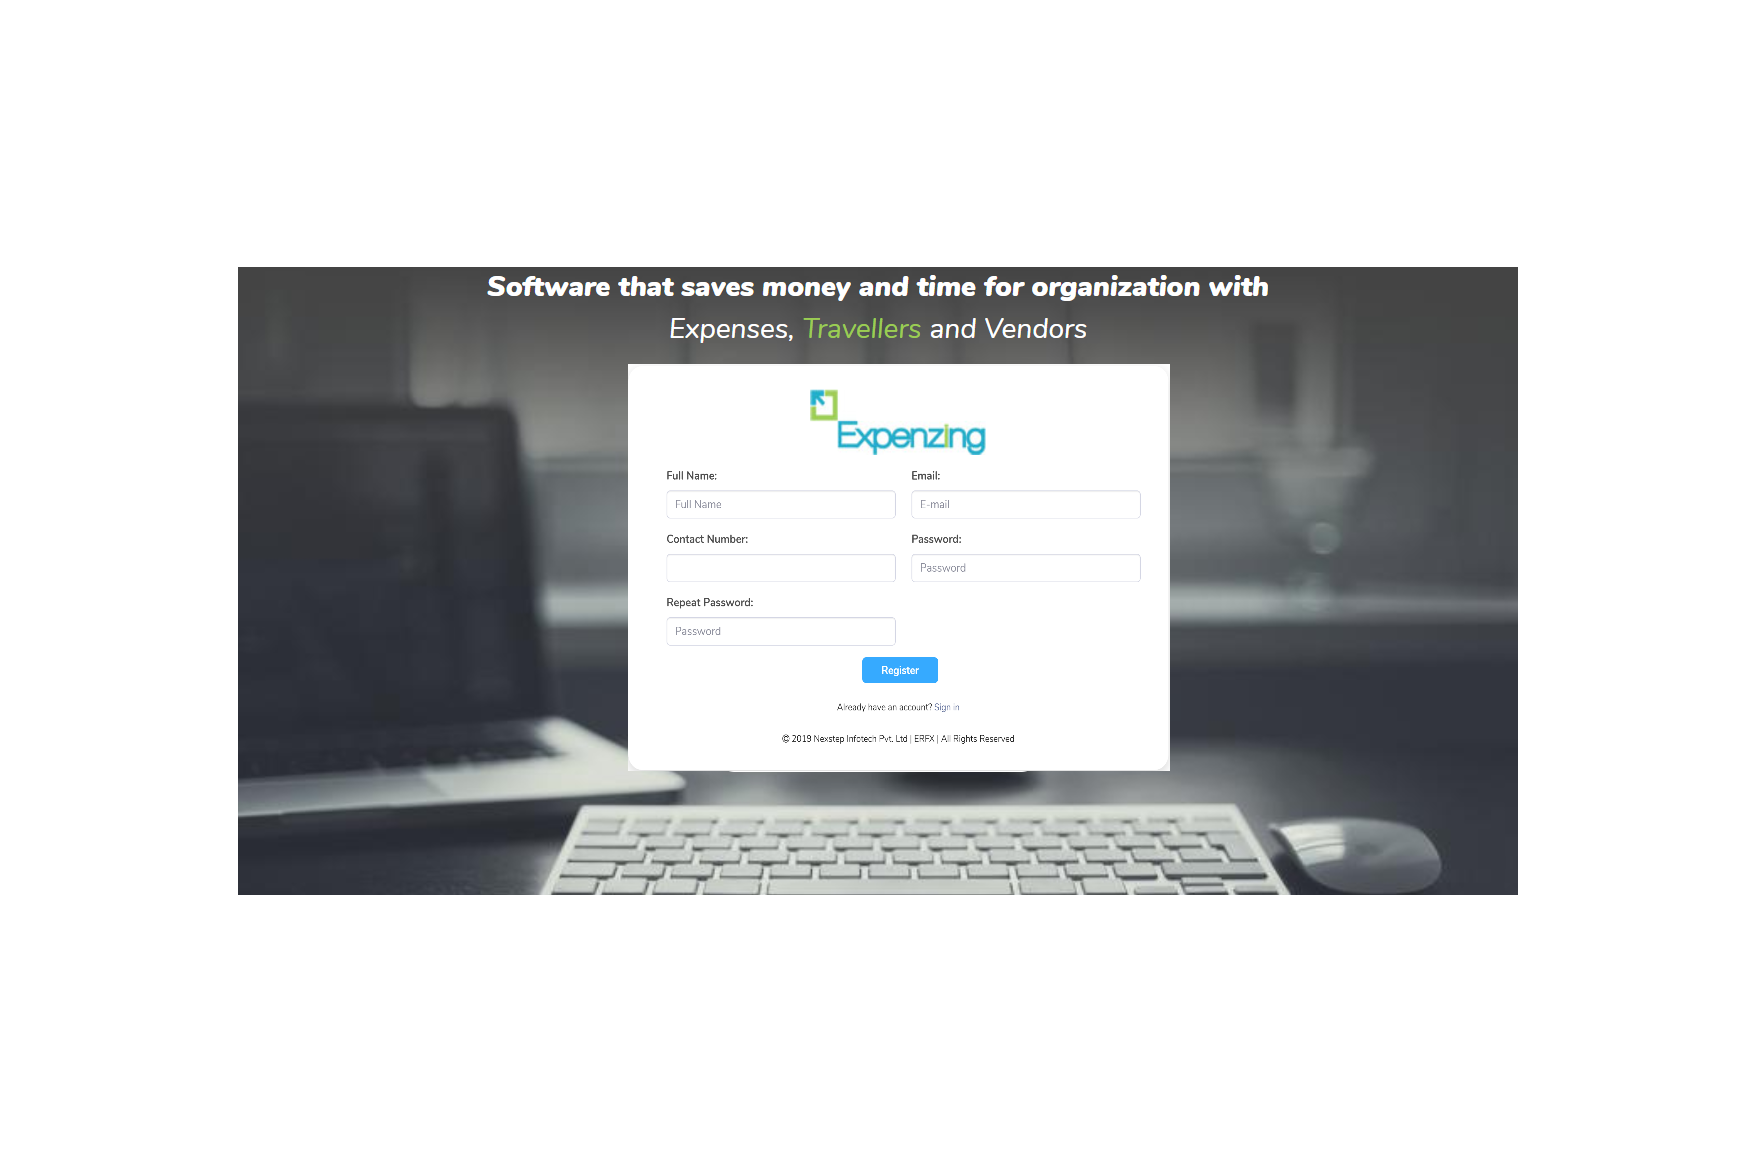 Software that saves money and time for organization with
Expenses, Travellers and Vendors
Expenzing
Full Name:
Email:
Full Name
E-mail
Contact Number:
Password:
Password
Repeat Password:
Password
Register
Already have an account? Sign in
© 2019 Nexstep Infotech Pvt. Ltd | ERFX | All Rights Reserved